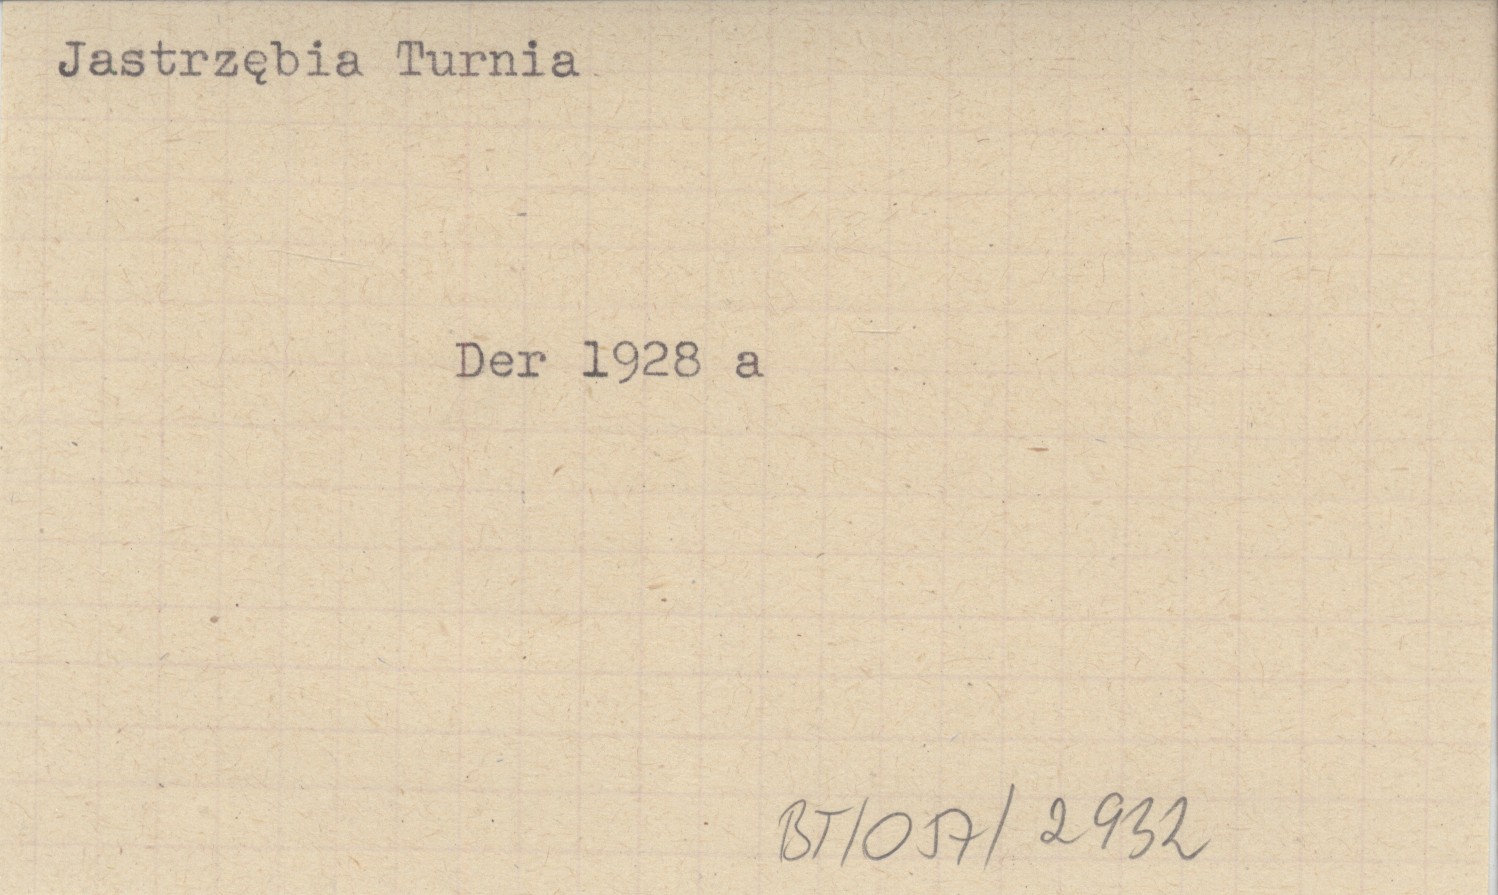 Jastrzębia Turnia
Der 1928 a
BT/057/2932